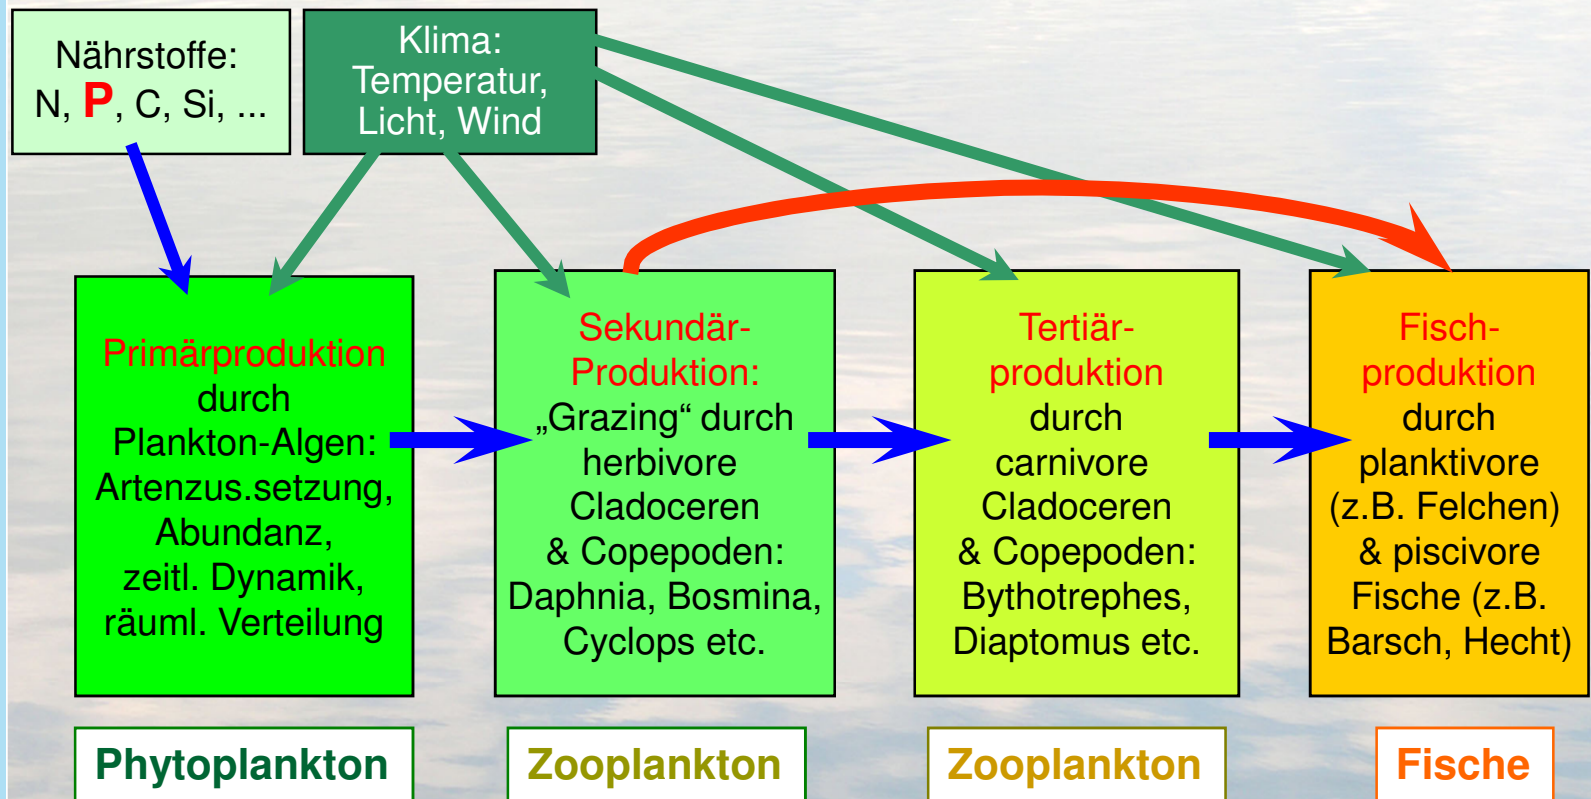 Nährstoffe:
N, P, C, Si, ...
Klima:
Temperatur,
Licht, Wind
Primärproduktion
durch
Plankton-Algen:
Artenzus.setzung,
Abundanz,
zeitl. Dynamik,
räuml. Verteilung
Sekundär-
Produktion:
„Grazing“ durch
herbivore
Cladoceren
& Copepoden:
Daphnia, Bosmina,
Cyclops etc.
Tertiär-
produktion
durch
carnivore
Cladoceren
& Copepoden:
Bythotrephes,
Diaptomus etc.
Fisch-
produktion
durch
planktivore
(z.B. Felchen)
& piscivore
Fische (z.B.
Barsch, Hecht)
Phytoplankton
Zooplankton
Zooplankton
Fische